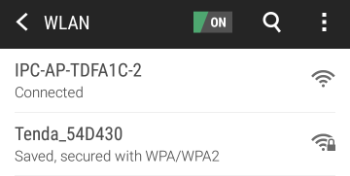 WLAN
ON
IPC-AP-TDFA1C-2
Connected
Tenda_54D430
Saved, secured with WPA/WPA2